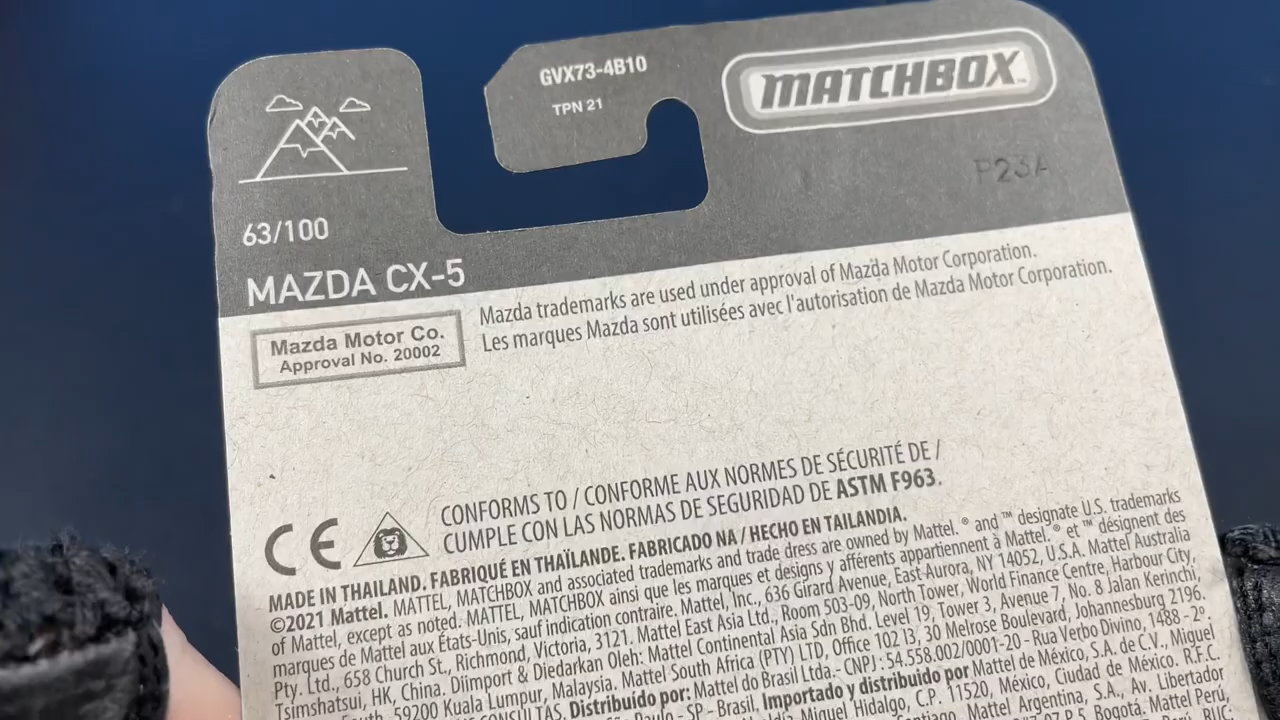 GVX73-4B10
TPN 21
MATCHBOX™
P23A
63/100
MAZDA CX-5
Mazda Motor Co.
Approval No. 20002
Mazda trademarks are used under approval of Mazda Motor Corporation.
Les marques Mazda sont utilisées avec l'autorisation de Mazda Motor Corporation.
CONFORMS TO / CONFORME AUX NORMES DE SÉCURITÉ DE /
CUMPLE CON LAS NORMAS DE SEGURIDAD DE ASTM F963.
CE
MADE IN THAILAND. FABRIQUÉ EN THAÏLANDE. FABRICADO NA / HECHO EN TAILANDIA.
©2021 Mattel. MATTEL, MATCHBOX and associated trademarks and trade dress are owned by Mattel. ® and ™ designate U.S. trademarks
of Mattel, except as noted. MATTEL, MATCHBOX ainsi que les marques et designs y afférents appartiennent à Mattel. ® et ™ désignent des
marques de Mattel aux États-Unis, sauf indication contraire. Mattel, Inc., 636 Girard Avenue, East Aurora, NY 14052, U.S.A. Mattel Australia
Pty. Ltd., 658 Church St., Richmond, Victoria, 3121. Mattel East Asia Ltd., Room 503-09, North Tower, World Finance Centre, Harbour City,
Tsimshatsui, HK, China. Diimport & Diedarkan Oleh: Mattel Continental Asia Sdn Bhd. Level 19, Tower 3, Avenue 7, No. 8 Jalan Kerinchi,
South, 59200 Kuala Lumpur, Malaysia. Mattel South Africa (PTY) LTD, Office 102 I3, 30 Melrose Boulevard, Johannesburg 2196.
CONSULTAS. Distribuido por: Mattel do Brasil Ltda. - CNPJ : 54.558.002/0001-20 - Rua Verbo Divino, 1488 - 2º
Paulo - SP - Brasil. Importado y distribuido por Mattel de México, S.A. de C.V., Miguel
Miguel Hidalgo, C.P. 11520, México, Ciudad de México. R.F.C.
Santiago. Mattel Argentina, S.A., Av. Libertador
Bogotá. Mattel Perú,